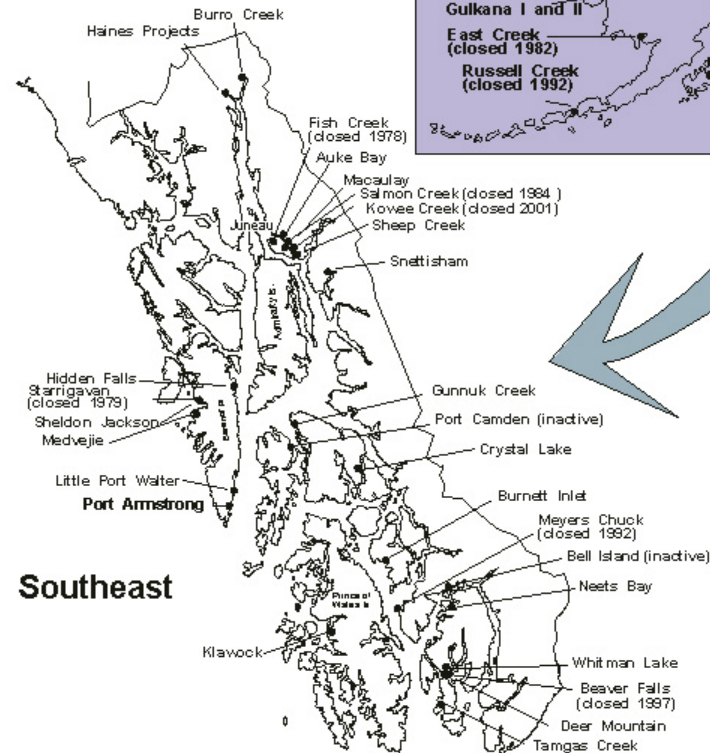 Burro Creek
Haines Projects
Gulkana I and II
East Creek
(closed 1982)
Russell Creek
(closed 1992)
Fish Creek
(closed 1978)
Auke Bay
Macaulay
Salmon Creek (closed 1984 )
Kowee Creek (closed 2001)
Juneau
Sheep Creek
Snettisham
Admiralty Is.
Hidden Falls
Starrigavan
(closed 1979)
Sheldon Jackson
Medvejie
Gunnuk Creek
Port Camden (inactive)
Crystal Lake
Little Port Walter
Port Armstrong
Burnett Inlet
Meyers Chuck
(closed 1992)
Bell Island (inactive)
Neets Bay
Southeast
Prince of
Wales Is
Klawock
Whitman Lake
Beaver Falls
(closed 1997)
Deer Mountain
Tamgas Creek